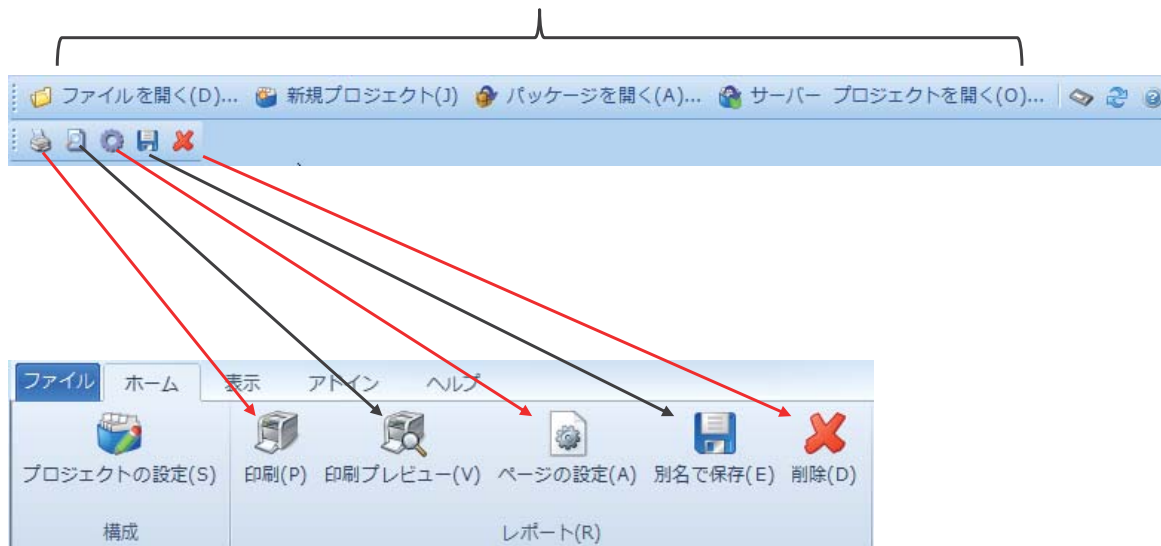 ファイルを開く(D)... 新規プロジェクト(J) パッケージを開く(A)... サーバー プロジェクトを開く(O)...
ファイル ホーム 表示 アドイン ヘルプ
プロジェクトの設定(S) 印刷(P) 印刷プレビュー(V) ページの設定(A) 別名で保存(E) 削除(D)
構成 レポート(R)